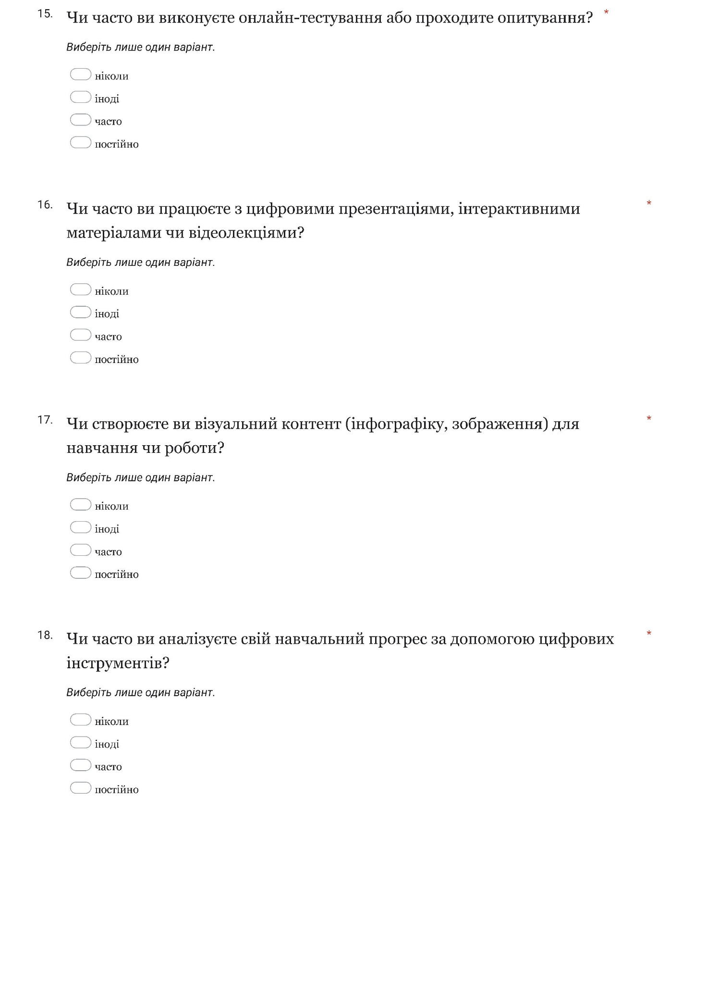 15. Чи часто ви виконуєте онлайн-тестування або проходите опитування? *
Виберіть лише один варіант.
ніколи
іноді
часто
постійно
16. Чи часто ви працюєте з цифровими презентаціями, інтерактивними *
матеріалами чи відеолекціями?
Виберіть лише один варіант.
ніколи
іноді
часто
постійно
17. Чи створюєте ви візуальний контент (інфографіку, зображення) для *
навчання чи роботи?
Виберіть лише один варіант.
ніколи
іноді
часто
постійно
18. Чи часто ви аналізуєте свій навчальний прогрес за допомогою цифрових *
інструментів?
Виберіть лише один варіант.
ніколи
іноді
часто
постійно